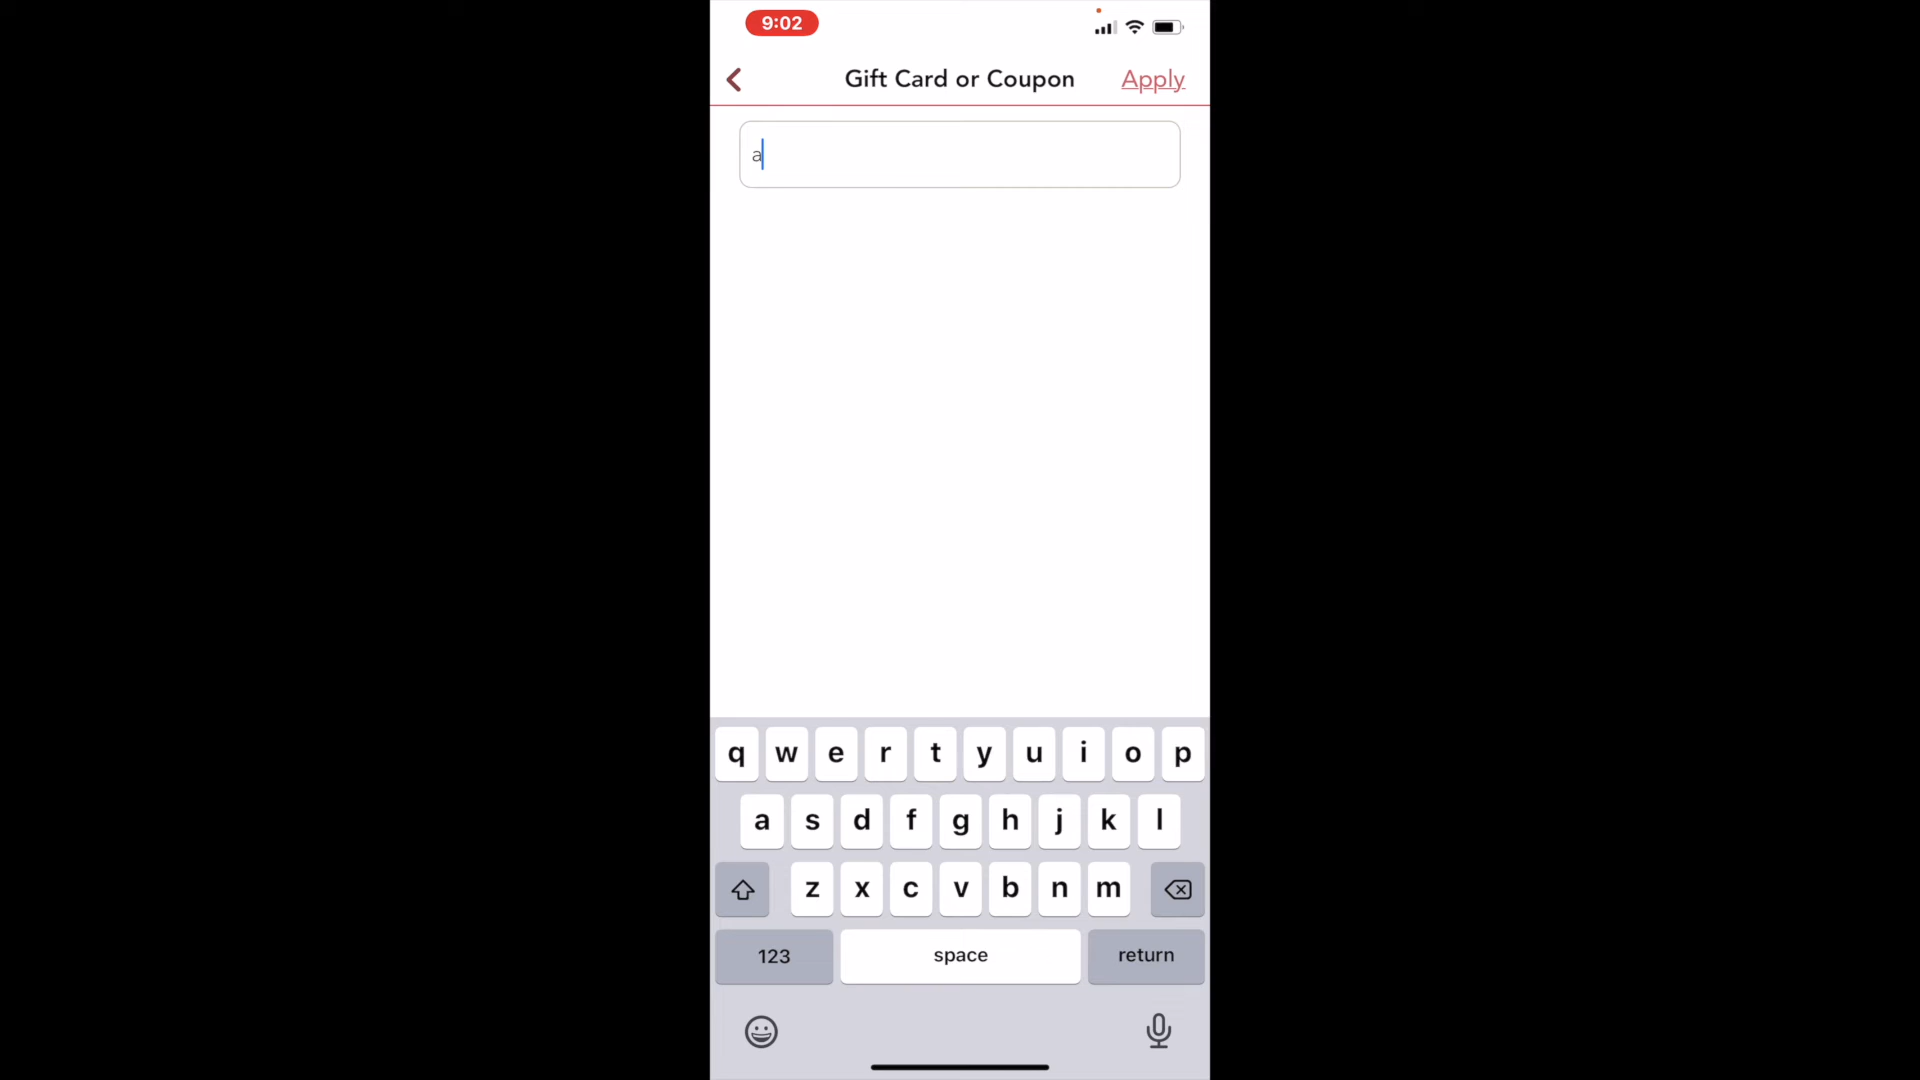 9:02
Gift Card or Coupon Apply
a
q w e r t y u i o p
a s d f g h j k l
z x c v b n m
123 space return